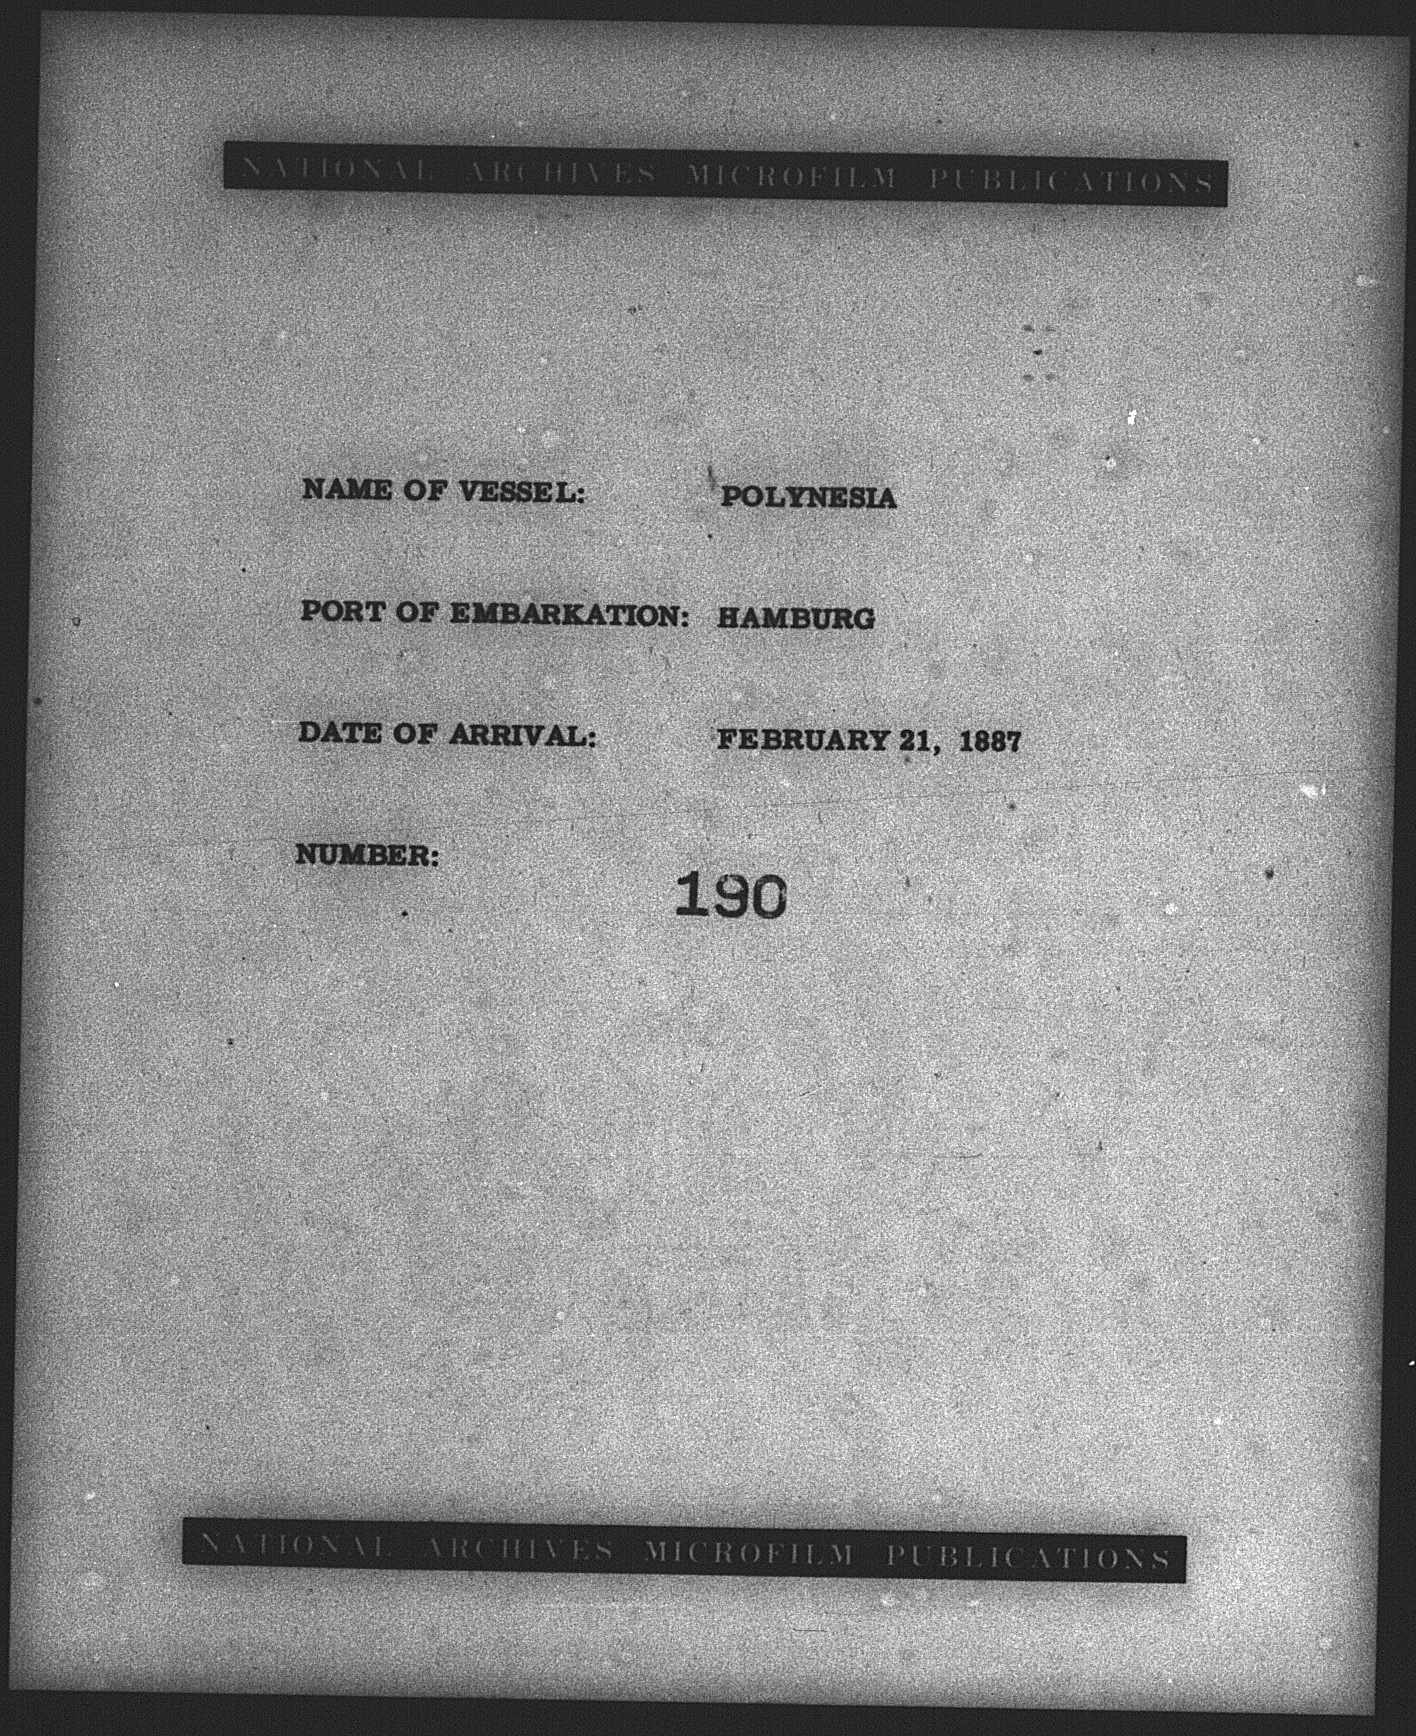 NATIONAL ARCHIVES MICROFILM PUBLICATIONS
NAME OF VESSEL: POLYNESIA
PORT OF EMBARKATION: HAMBURG
DATE OF ARRIVAL: FEBRUARY 21, 1887
NUMBER: 190
NATIONAL ARCHIVES MICROFILM PUBLICATIONS